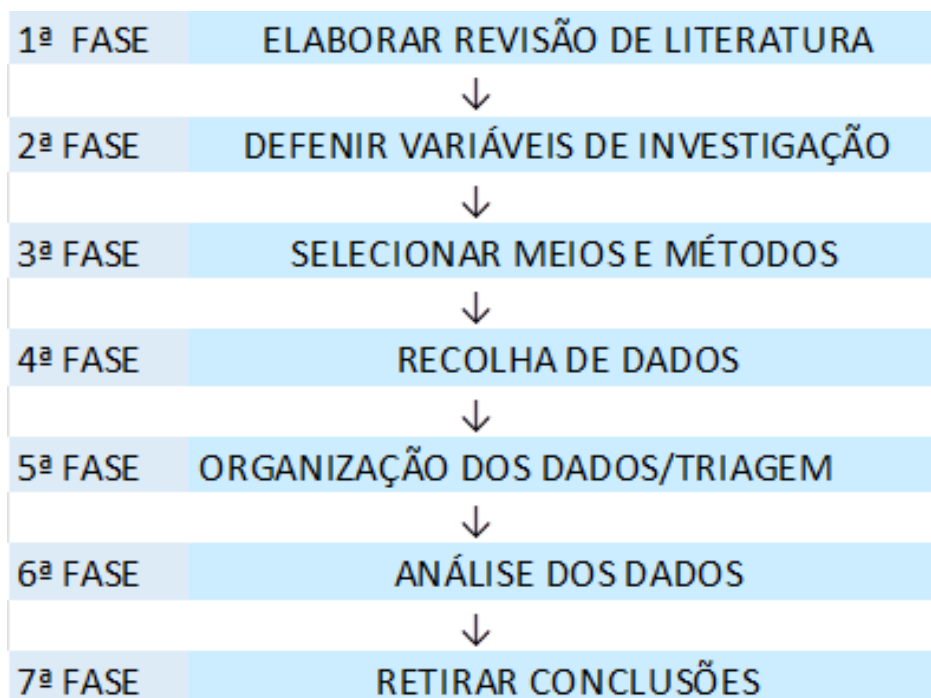 1ª FASE ELABORAR REVISÃO DE LITERATURA
↓
2ª FASE DEFENIR VARIÁVEIS DE INVESTIGAÇÃO
↓
3ª FASE SELECIONAR MEIOS E MÉTODOS
↓
4ª FASE RECOLHA DE DADOS
↓
5ª FASE ORGANIZAÇÃO DOS DADOS/TRIAGEM
↓
6ª FASE ANÁLISE DOS DADOS
↓
7ª FASE RETIRAR CONCLUSÕES